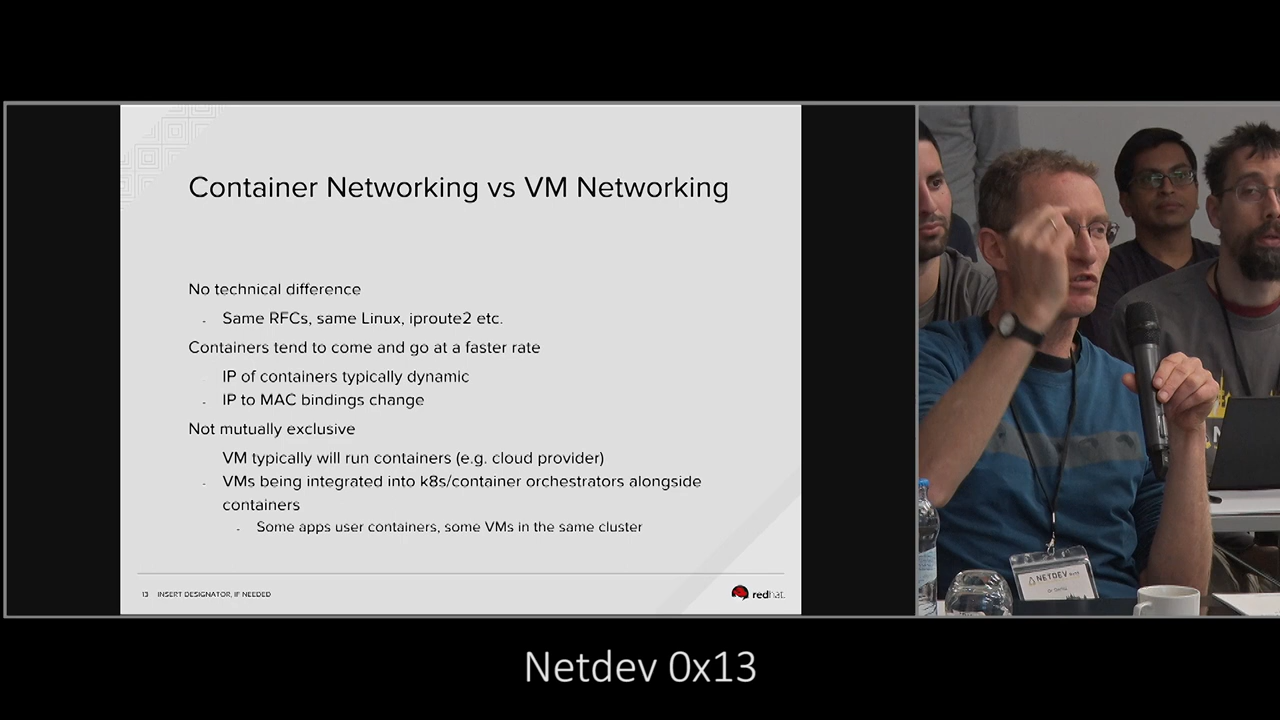 Container Networking vs VM Networking
No technical difference
- Same RFCs, same Linux, iproute2 etc.
Containers tend to come and go at a faster rate
IP of containers typically dynamic
- IP to MAC bindings change
Not mutually exclusive
VM typically will run containers (e.g. cloud provider)
- VMs being integrated into k8s/container orchestrators alongside
containers
- Some apps user containers, some VMs in the same cluster
13 INSERT DESIGNATOR, IF NEEDED
redhat.
NETDEV
Netdev 0x13